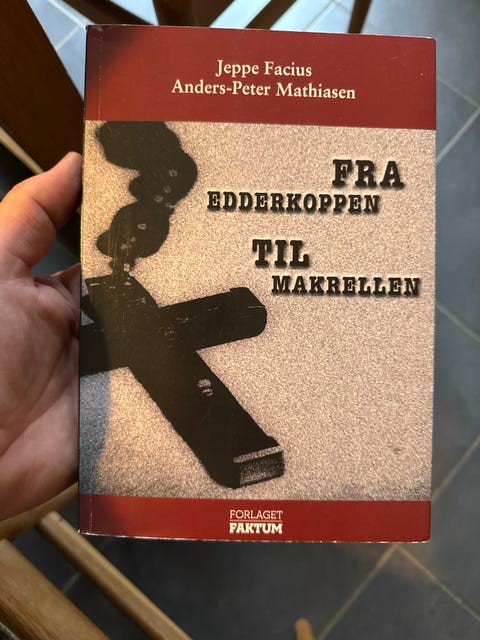 Jeppe Facius
Anders-Peter Mathiasen
FRA
EDDERKOPPEN
TIL
MAKRELLEN
FORLAGET
FAKTUM